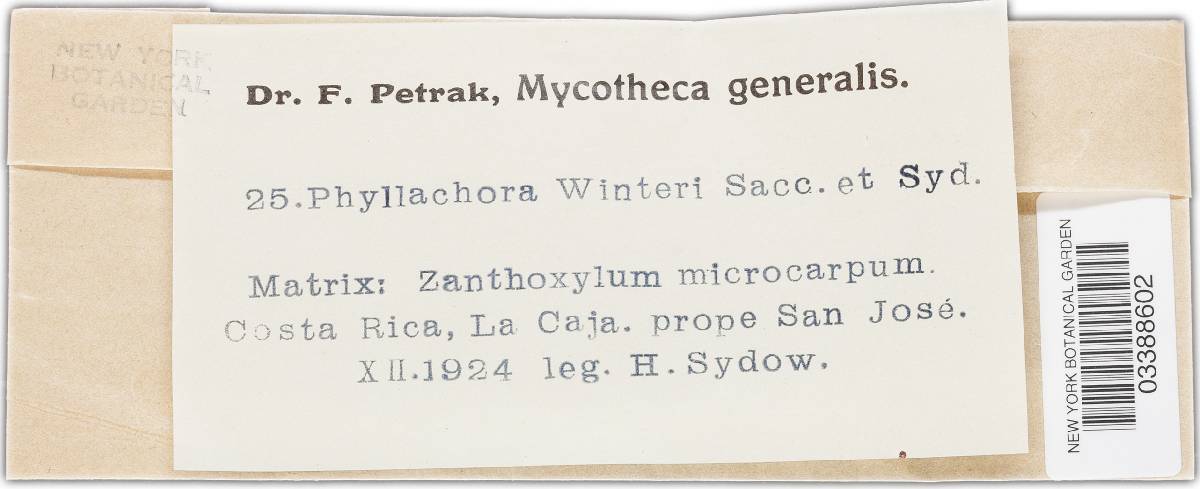 NEW YORK
BOTANICAL
GARDEN
Dr. F. Petrak, Mycotheca generalis.
25.Phyllachora Winteri Sacc. et Syd.
Matrix: Zanthoxylum microcarpum.
Costa Rica, La Caja. prope San José.
XII.1924 leg. H. Sydow.
NEW YORK BOTANICAL GARDEN
03388602